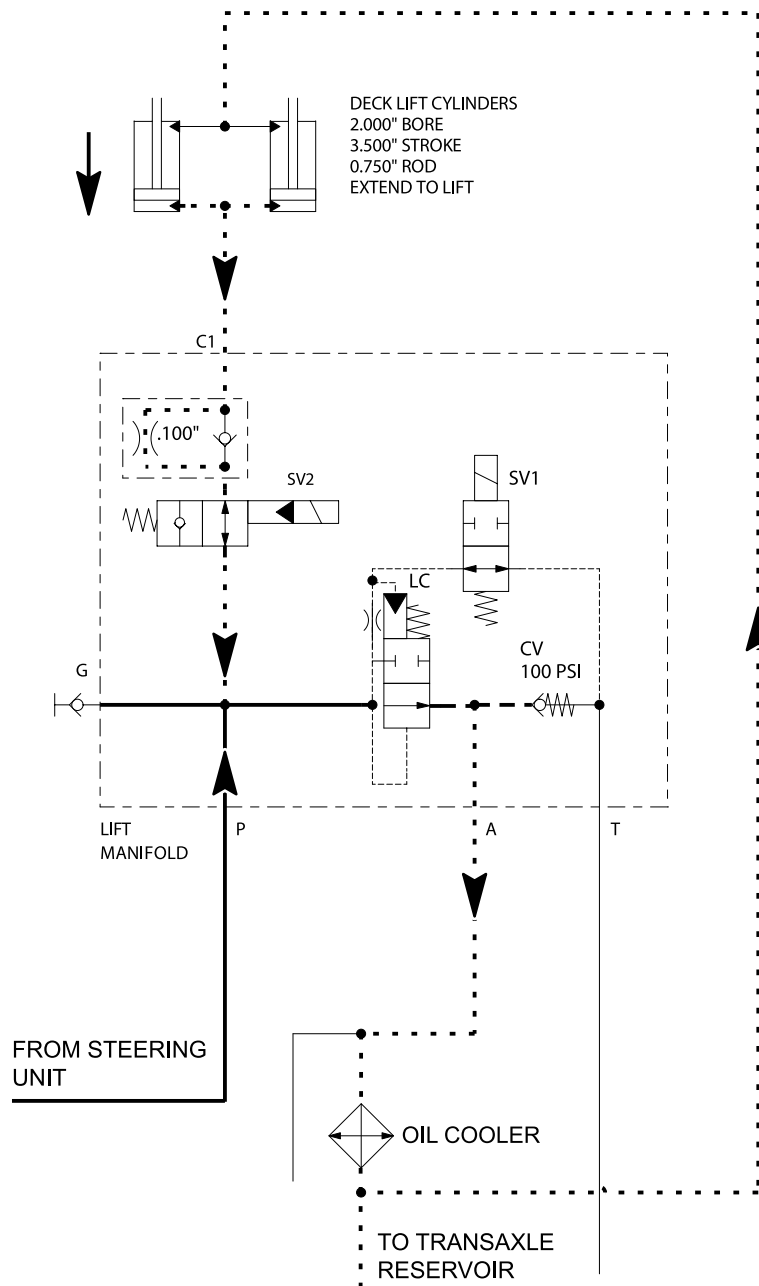 DECK LIFT CYLINDERS
2.000" BORE
3.500" STROKE
0.750" ROD
EXTEND TO LIFT
C1
.100"
SV2
SV1
LC
CV
100 PSI
G
LIFT
MANIFOLD
P
A
T
FROM STEERING
UNIT
OIL COOLER
TO TRANSAXLE
RESERVOIR